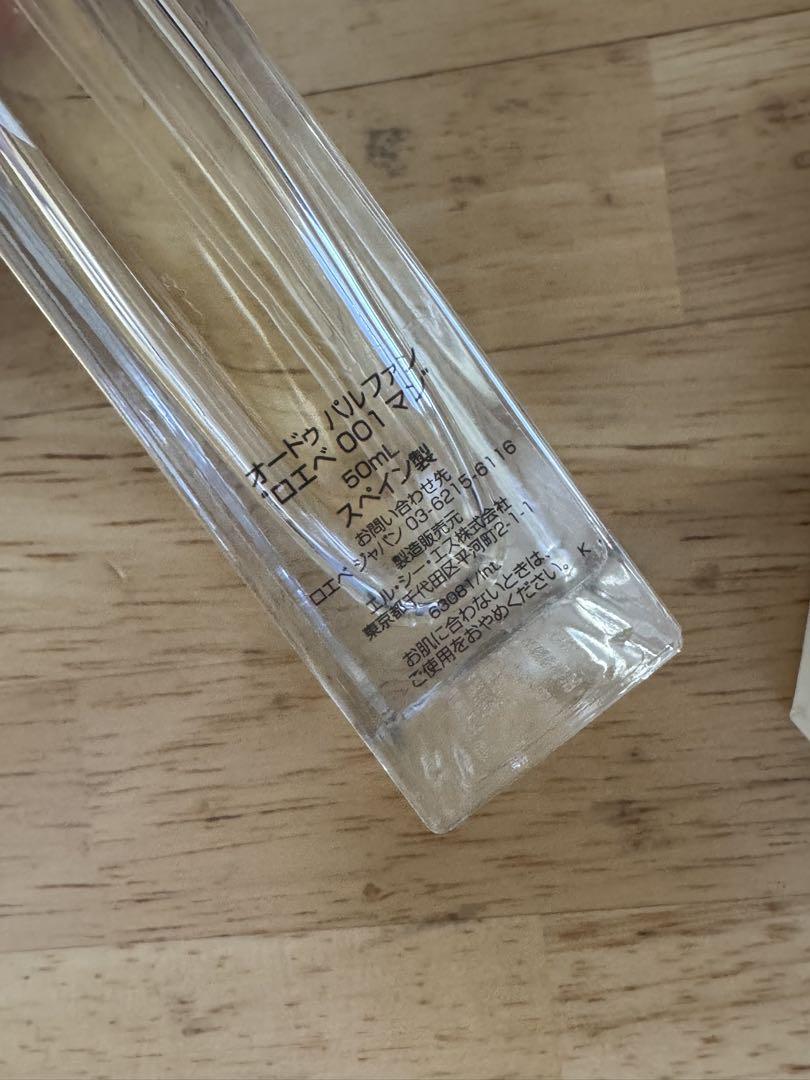 オードゥ パルファン
“ロエベ 001 マン”
50mL
スペイン製
お問い合わせ先
ロエベ ジャパン 03-6215-6116
製造販売元
エル・シー・エス株式会社
東京都千代田区平河町2-1.1
63081/nL
お肌に合わないときは、
ご使用をおやめください。 K